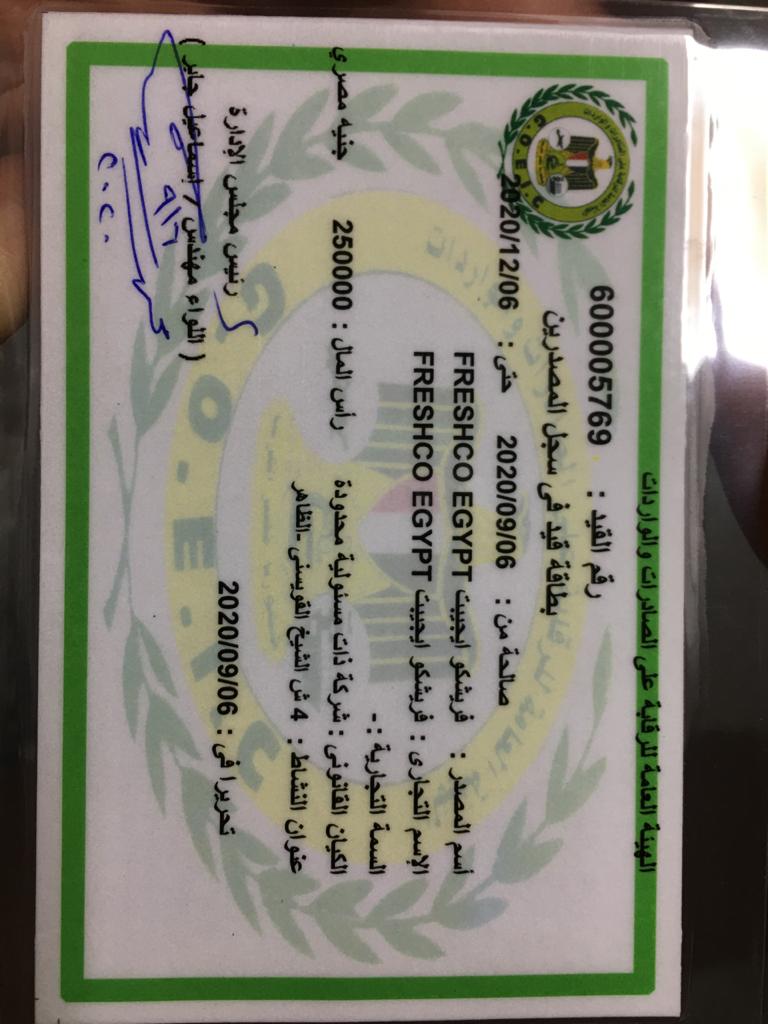 الهيئة العامة للرقابة على الصادرات والواردات
رقم القيد : 600005769
بطاقة قيد فى سجل المصدرين
صالحة من : 2020/09/06 حتى : 2020/12/06
أسم المصدر : فريشكو ايجيبت FRESHCO EGYPT
الإسم التجارى : فريشكو ايجيبت FRESHCO EGYPT
السمة التجارية : -
الكيان القانونى : شركة ذات مسئولية محدودة رأس المال : 250000 جنيه مصري
عنوان النشاط : 4 ش الشيخ القويسنى -الظاهر
تحريرا فى : 2020/09/06
رئيس مجلس الإدارة
( اللواء مهندس / إسماعيل جابر )
G.O.E.I.C